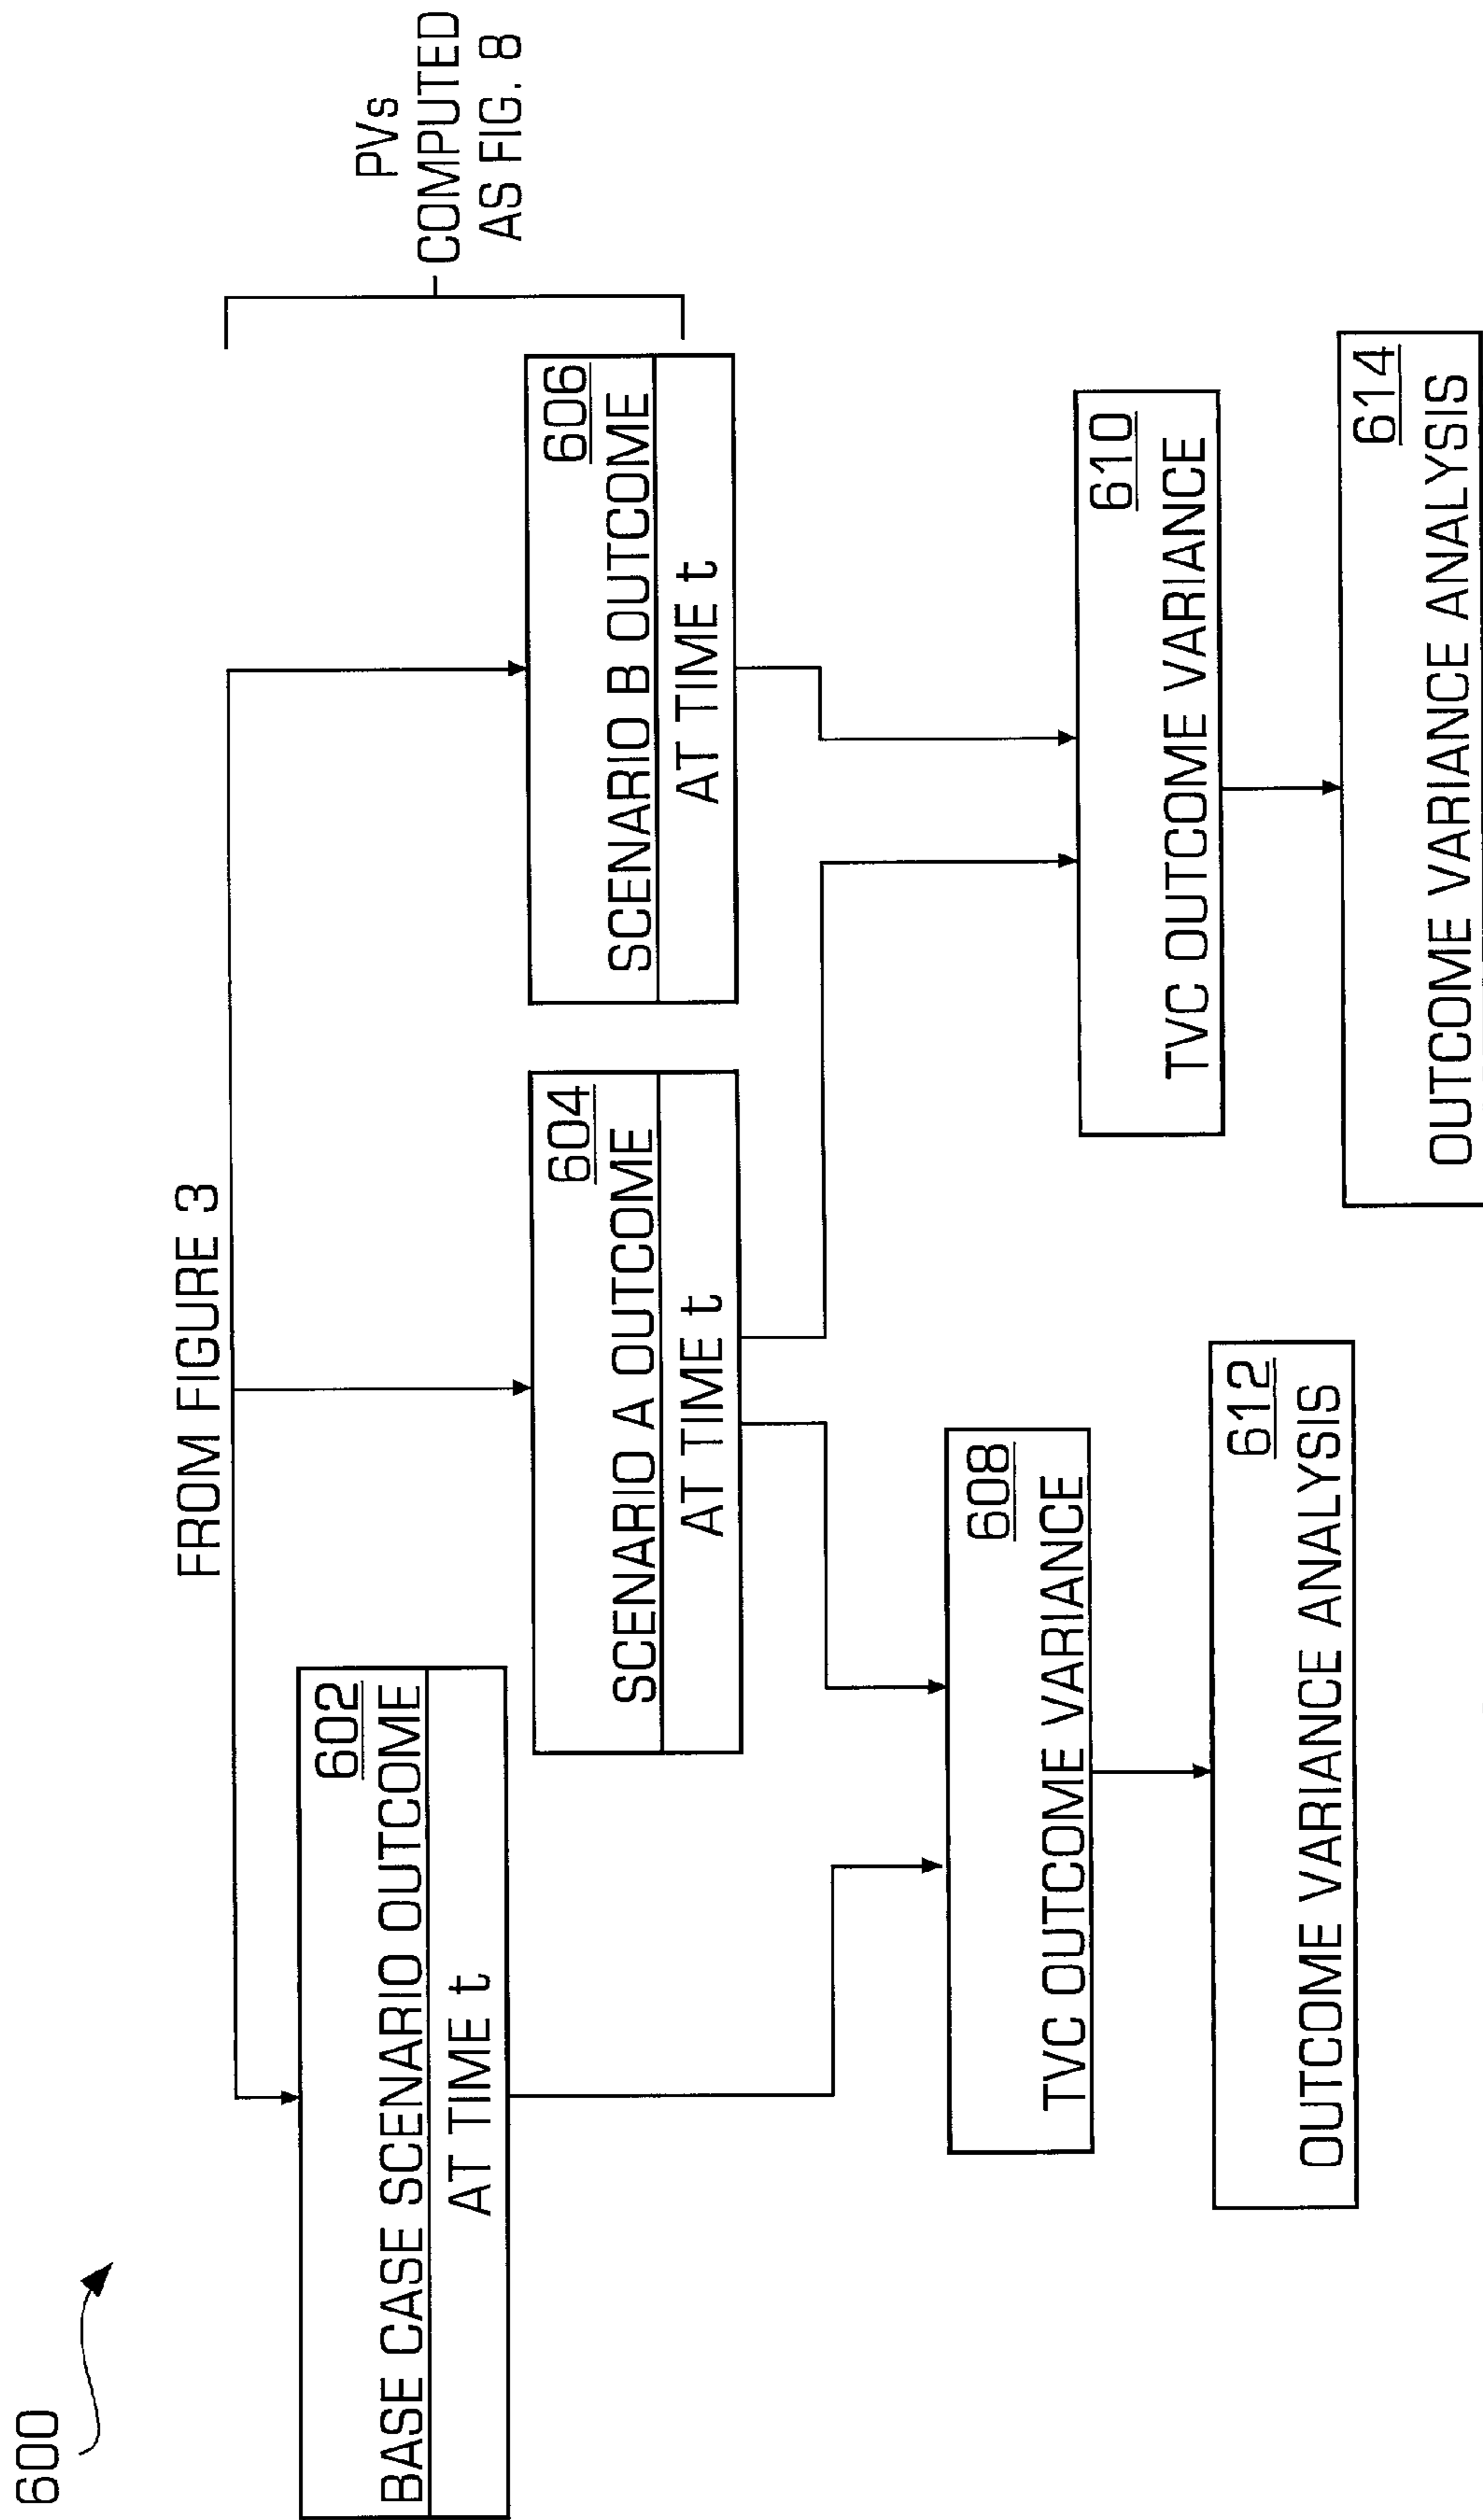 600
FROM FIGURE 3
PVs
COMPUTED
AS FIG. 8
602
BASE CASE SCENARIO OUTCOME
AT TIME t
604
SCENARIO A OUTCOME
AT TIME t
606
SCENARIO B OUTCOME
AT TIME t
608
TVC OUTCOME VARIANCE
610
TVC OUTCOME VARIANCE
612
OUTCOME VARIANCE ANALYSIS
614
OUTCOME VARIANCE ANALYSIS